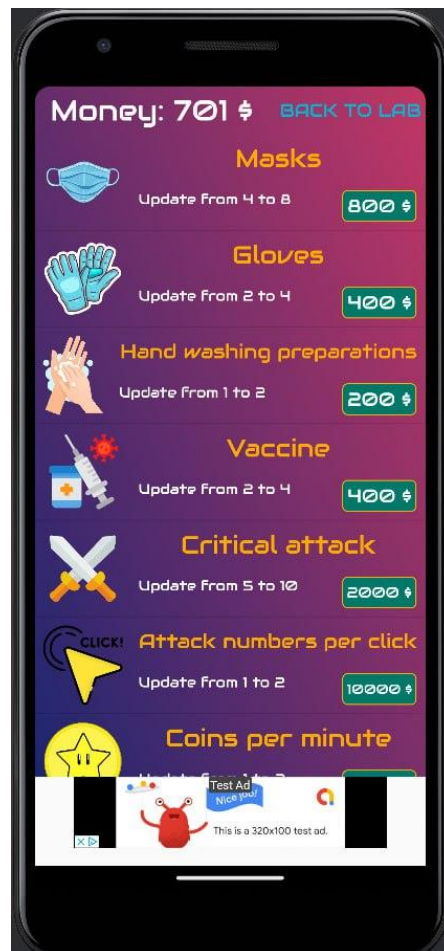 Money: 701 $ BACK TO LAB
Masks
Update from 4 to 8
800 $
Gloves
Update from 2 to 4
400 $
Hand washing preparations
Update from 1 to 2
200 $
Vaccine
Update from 2 to 4
400 $
Critical attack
Update from 5 to 10
2000 $
CLICK!
Attack numbers per click
Update from 1 to 2
10000 $
Coins per minute
Test Ad
Nice job!
This is a 320x100 test ad.